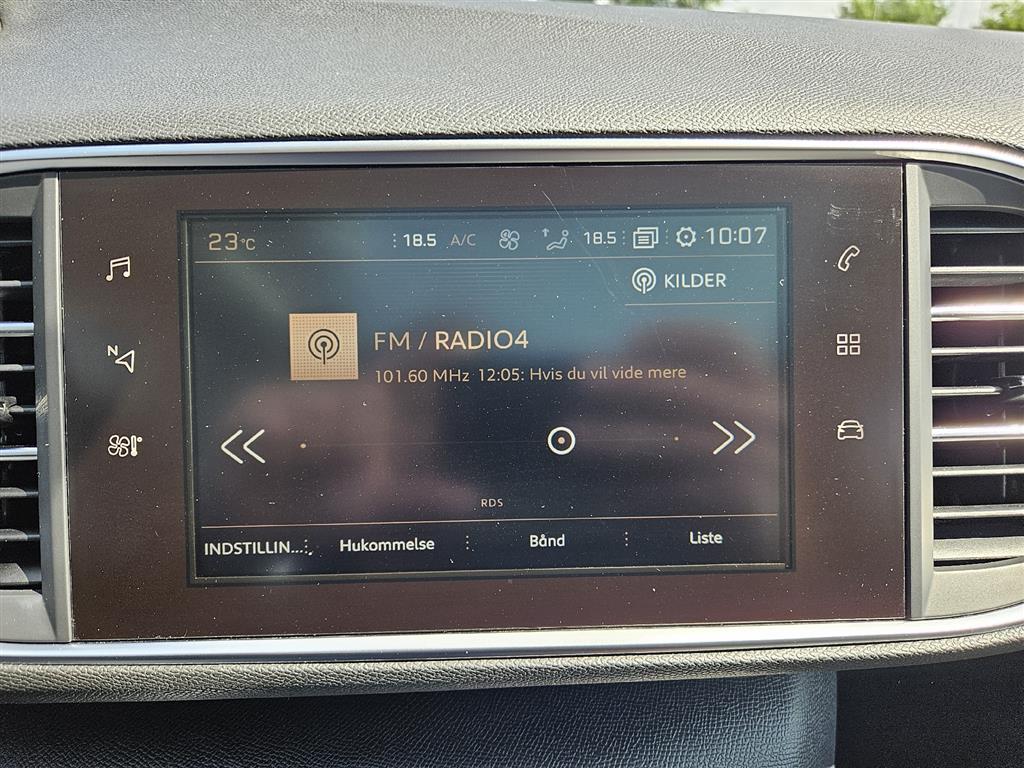 23°C 18.5 A/C 18.5 10:07
KILDER
FM / RADIO4
101.60 MHz 12:05: Hvis du vil vide mere
N
RDS
INDSTILLIN... Hukommelse Bånd Liste